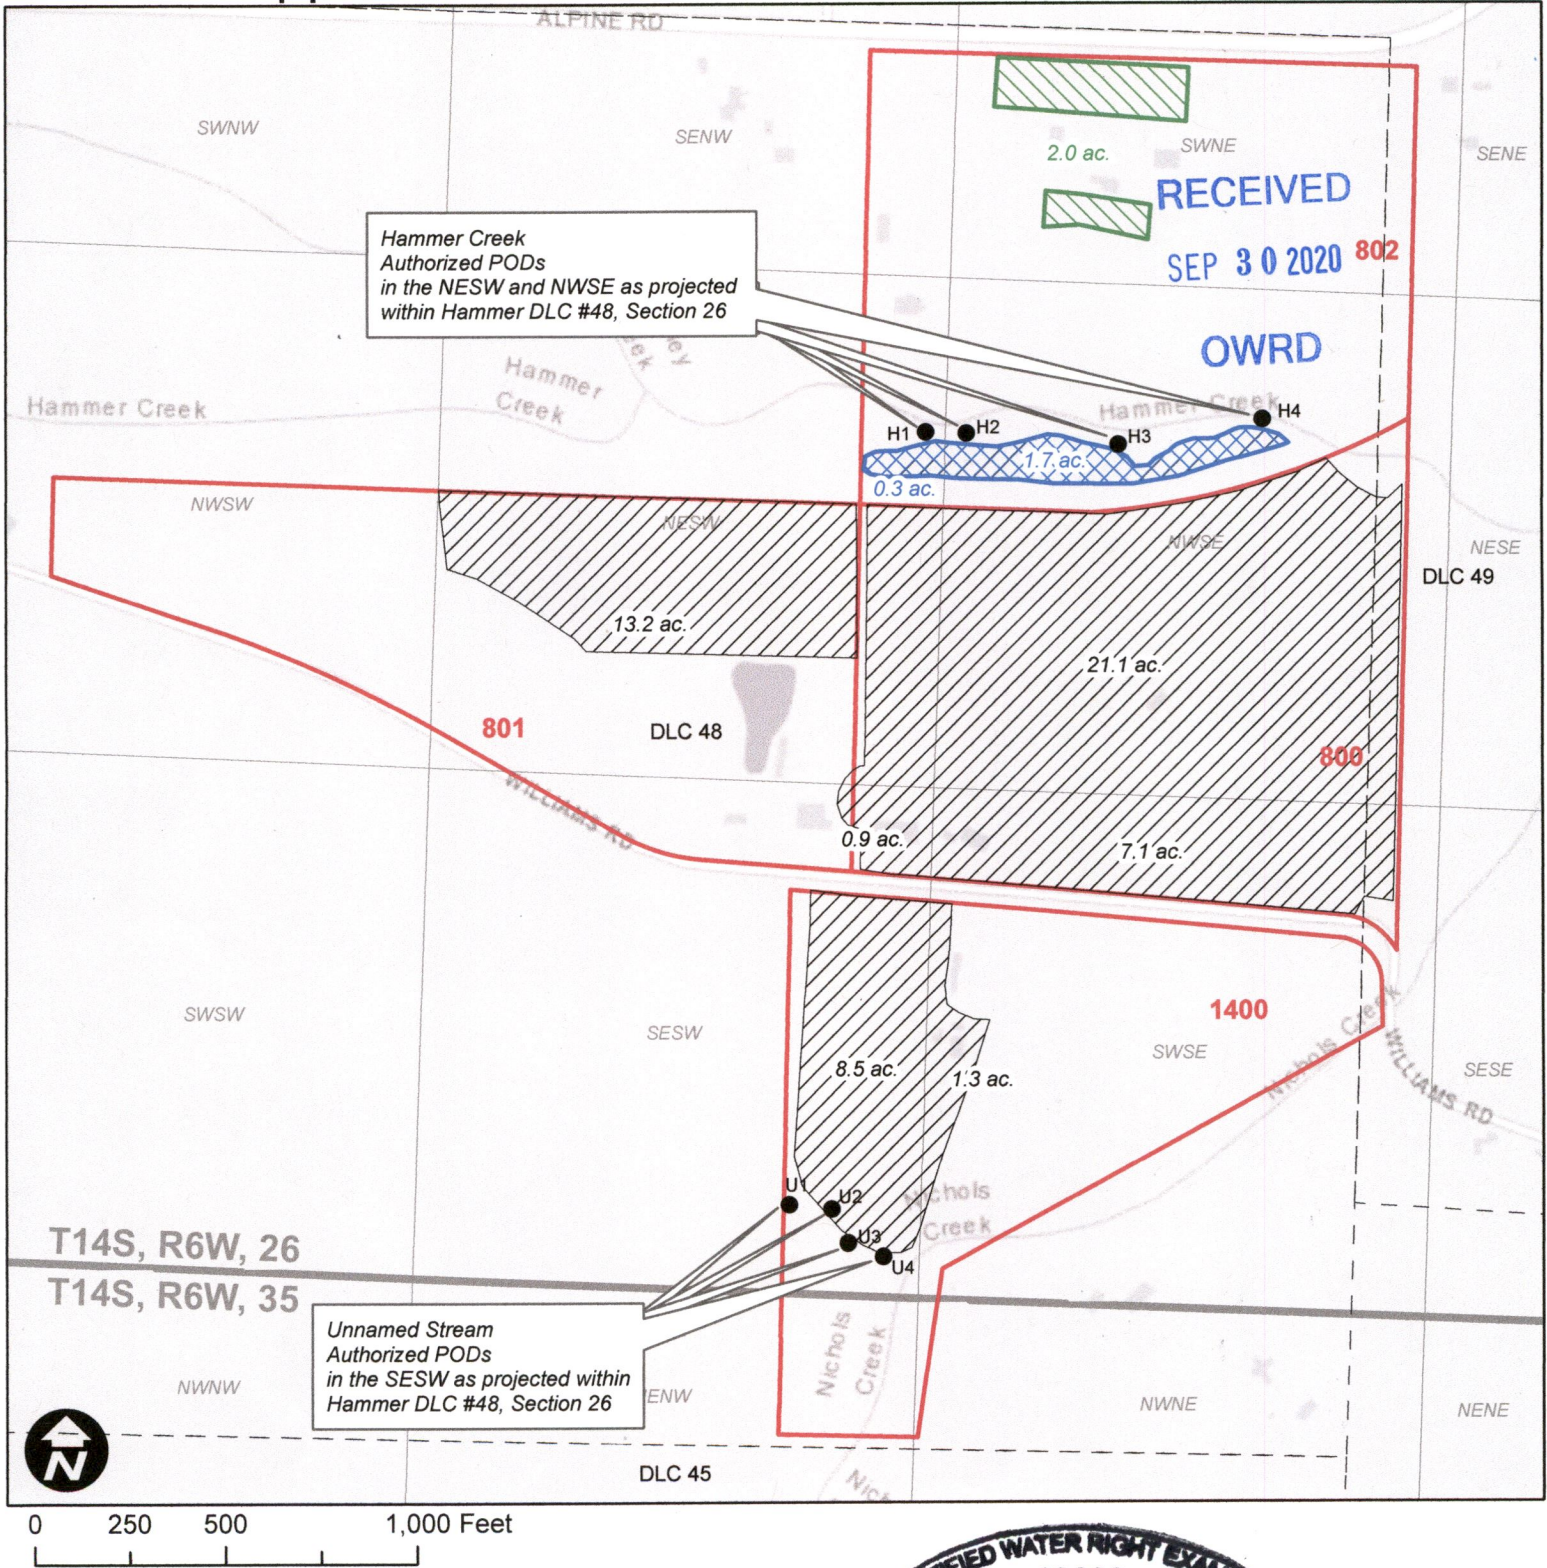 ALPINE RD
SWNW
SENW
SWNE
SENE
2.0 ac.
RECEIVED
SEP 30 2020
802
OWRD
Hammer Creek
Authorized PODs
in the NESW and NWSE as projected
within Hammer DLC #48, Section 26
Hammer Creek
Hammer
Creek
Hammer Creek
H1
H2
H3
H4
1.7 ac.
0.3 ac.
NWSW
NESW
NWSE
NESE
DLC 49
13.2 ac.
21.1 ac.
801
DLC 48
800
WILLIAMS RD
0.9 ac.
7.1 ac.
SWSW
SESW
1400
SWSE
SESE
Nichols Creek
WILLIAMS RD
8.5 ac.
1.3 ac.
U1
U2
U3
U4
Nichols
Creek
T14S, R6W, 26
T14S, R6W, 35
Unnamed Stream
Authorized PODs
in the SESW as projected within
Hammer DLC #48, Section 26
Nichols
Creek
NWNW
ENW
NWNE
NENE
N
DLC 45
0 250 500 1,000 Feet
WATER RIGHT